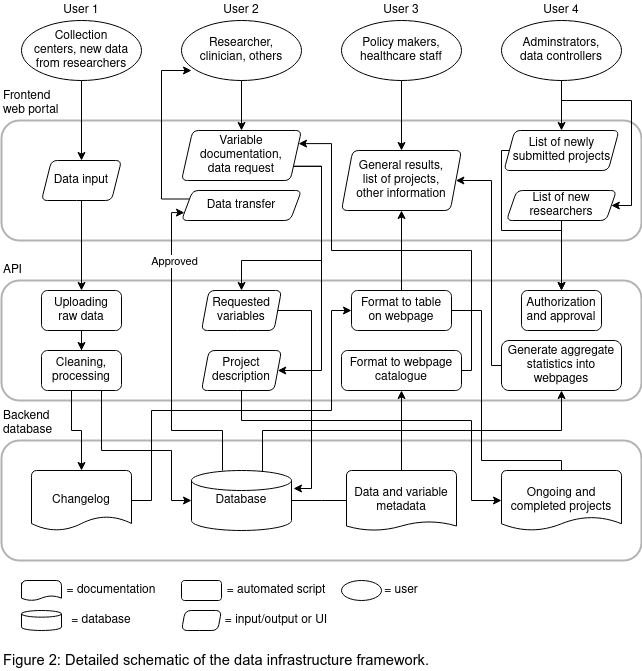 User 1
User 2
User 3
User 4
Collection
centers, new data
from researchers
Researcher,
clinician, others
Policy makers,
healthcare staff
Adminstrators,
data controllers
Frontend
web portal
Data input
Variable
documentation,
data request
Data transfer
General results,
list of projects,
other information
List of newly
submitted projects
List of new
researchers
Approved
API
Uploading
raw data
Requested
variables
Format to table
on webpage
Authorization
and approval
Cleaning,
processing
Project
description
Format to webpage
catalogue
Generate aggregate
statistics into
webpages
Backend
database
Changelog
Database
Data and variable
metadata
Ongoing and
completed projects
= documentation
= automated script
= user
= database
= input/output or UI
Figure 2: Detailed schematic of the data infrastructure framework.